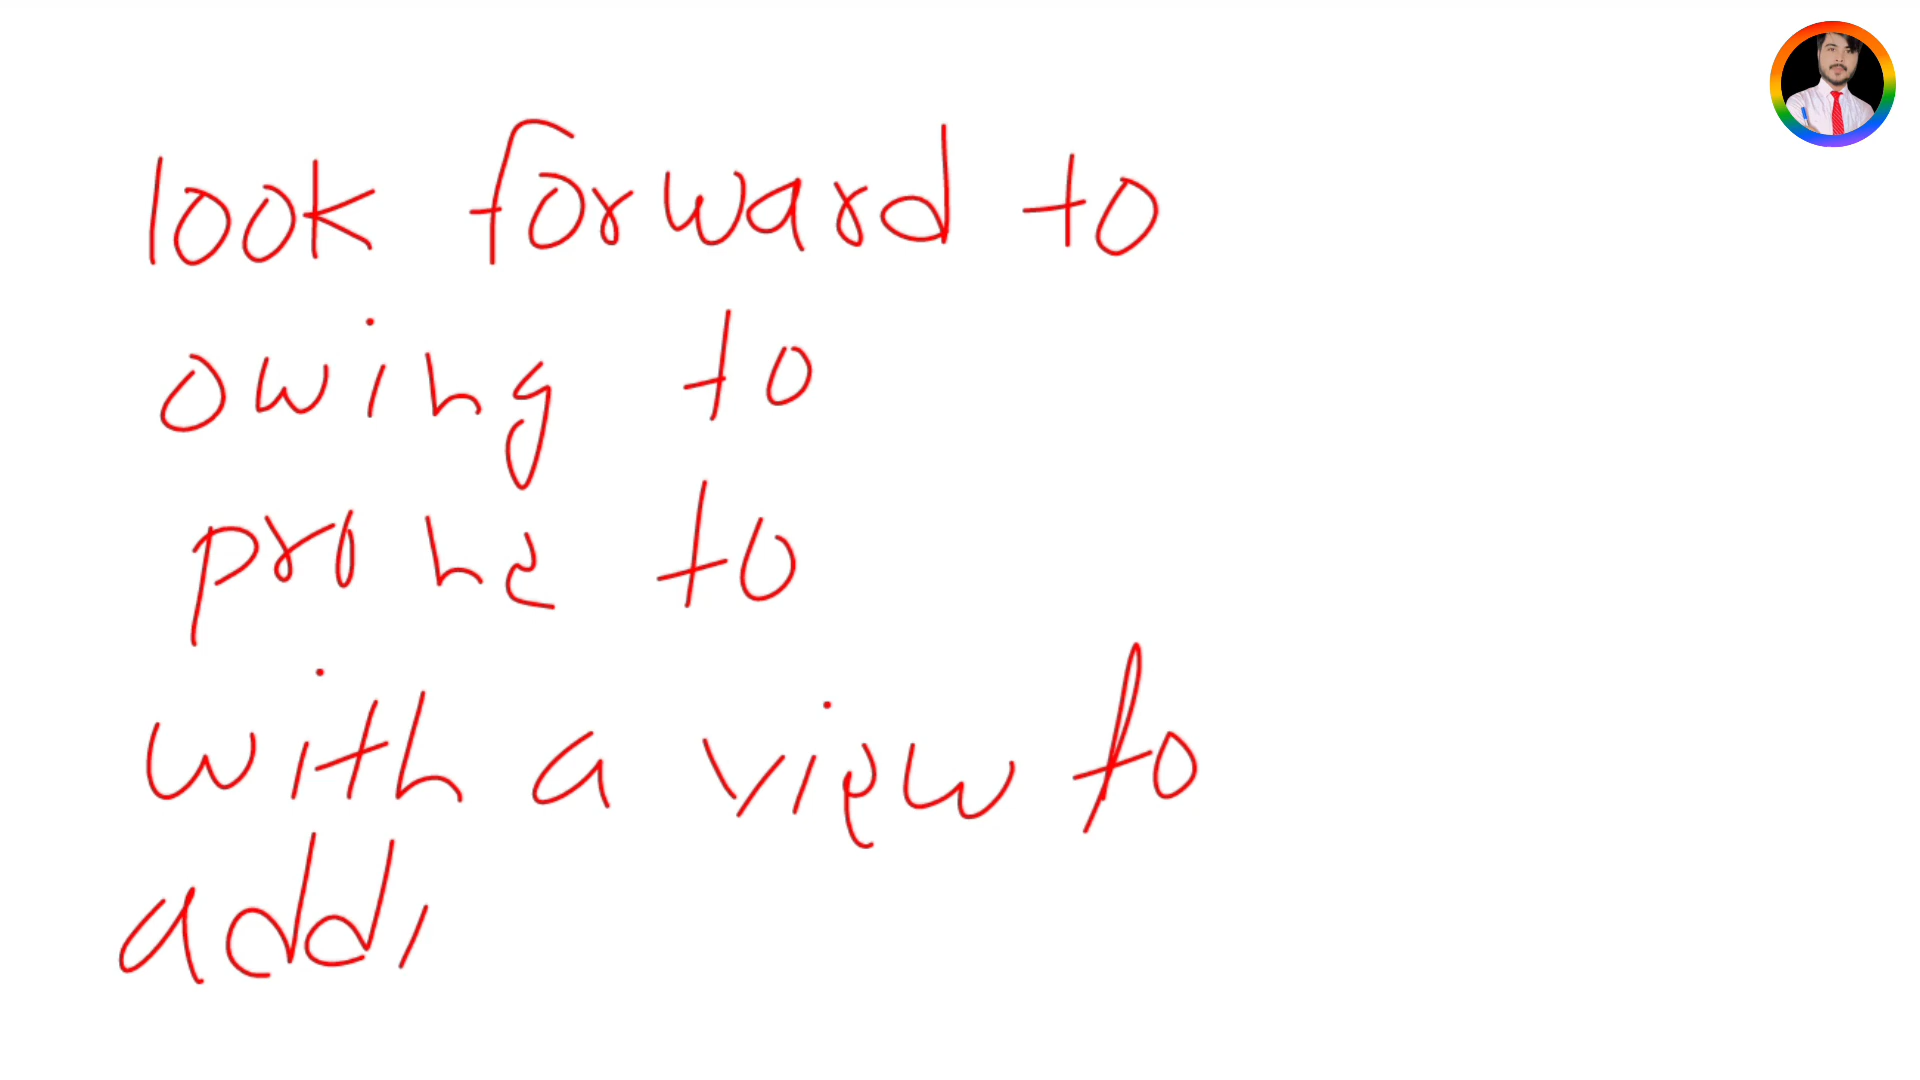 look forward to
owing to
prone to
with a view to
addi